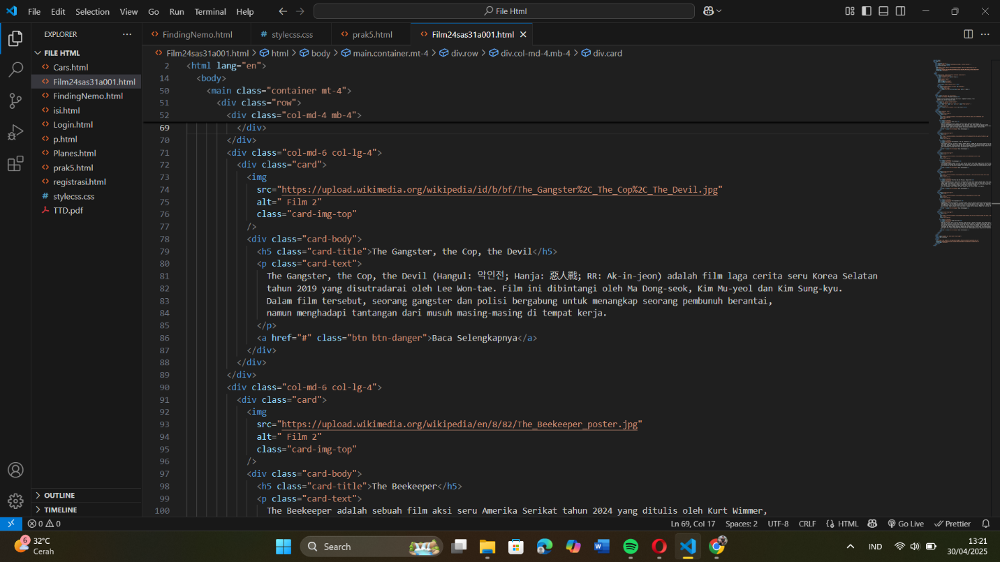 File Edit Selection View Go Run Terminal Help
File Html
EXPLORER
FindingNemo.html
stylecss.css
prak5.html
Film24sas31a001.html
FILE HTML
Cars.html
Film24sas31a001.html
FindingNemo.html
isi.html
Login.html
p.html
Planes.html
prak5.html
registrasi.html
stylecss.css
TTD.pdf
OUTLINE
TIMELINE
Film24sas31a001.html > html > body > main.container.mt-4 > div.row > div.col-md-4.mb-4 > div.card
2 <html lang="en">
14 <body>
50 <main class="container mt-4">
51 <div class="row">
52 <div class="col-md-4 mb-4">
69 </div>
70 </div>
71 <div class="col-md-6 col-lg-4">
72 <div class="card">
73 <img
74 src="https://upload.wikimedia.org/wikipedia/id/b/bf/The_Gangster%2C_The_Cop%2C_The_Devil.jpg"
75 alt=" Film 2"
76 class="card-img-top"
77 />
78 <div class="card-body">
79 <h5 class="card-title">The Gangster, the Cop, the Devil</h5>
80 <p class="card-text">
81 The Gangster, the Cop, the Devil (Hangul: 악인전; Hanja: 惡人戰; RR: Ak-in-jeon) adalah film laga cerita seru Korea Selatan
82 tahun 2019 yang disutradarai oleh Lee Won-tae. Film ini dibintangi oleh Ma Dong-seok, Kim Mu-yeol dan Kim Sung-kyu.
83 Dalam film tersebut, seorang gangster dan polisi bergabung untuk menangkap seorang pembunuh berantai,
84 namun menghadapi tantangan dari musuh masing-masing di tempat kerja.
85 </p>
86 <a href="#" class="btn btn-danger">Baca Selengkapnya</a>
87 </div>
88 </div>
89 </div>
90 <div class="col-md-6 col-lg-4">
91 <div class="card">
92 <img
93 src="https://upload.wikimedia.org/wikipedia/en/8/82/The_Beekeeper_poster.jpg"
94 alt=" Film 2"
95 class="card-img-top"
96 />
97 <div class="card-body">
98 <h5 class="card-title">The Beekeeper</h5>
99 <p class="card-text">
100 The Beekeeper adalah sebuah film aksi seru Amerika Serikat tahun 2024 yang ditulis oleh Kurt Wimmer,
0 0 Ln 69, Col 17 Spaces: 2 UTF-8 CRLF {} HTML Go Live Prettier
6 32°C
Cerah
Search
IND
13:21
30/04/2025